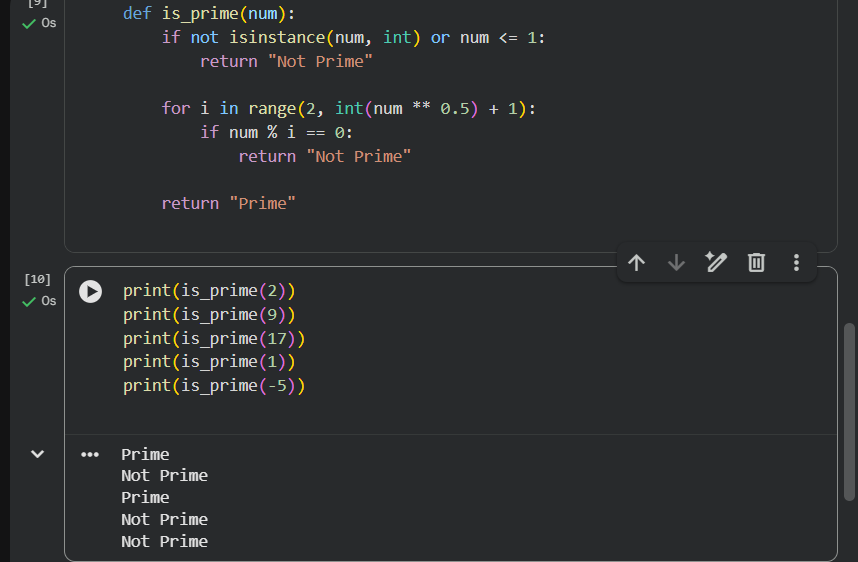 [9]
0s
def is_prime(num):
    if not isinstance(num, int) or num <= 1:
        return "Not Prime"

    for i in range(2, int(num ** 0.5) + 1):
        if num % i == 0:
            return "Not Prime"

    return "Prime"
[10]
0s
print(is_prime(2))
print(is_prime(9))
print(is_prime(17))
print(is_prime(1))
print(is_prime(-5))
Prime
Not Prime
Prime
Not Prime
Not Prime